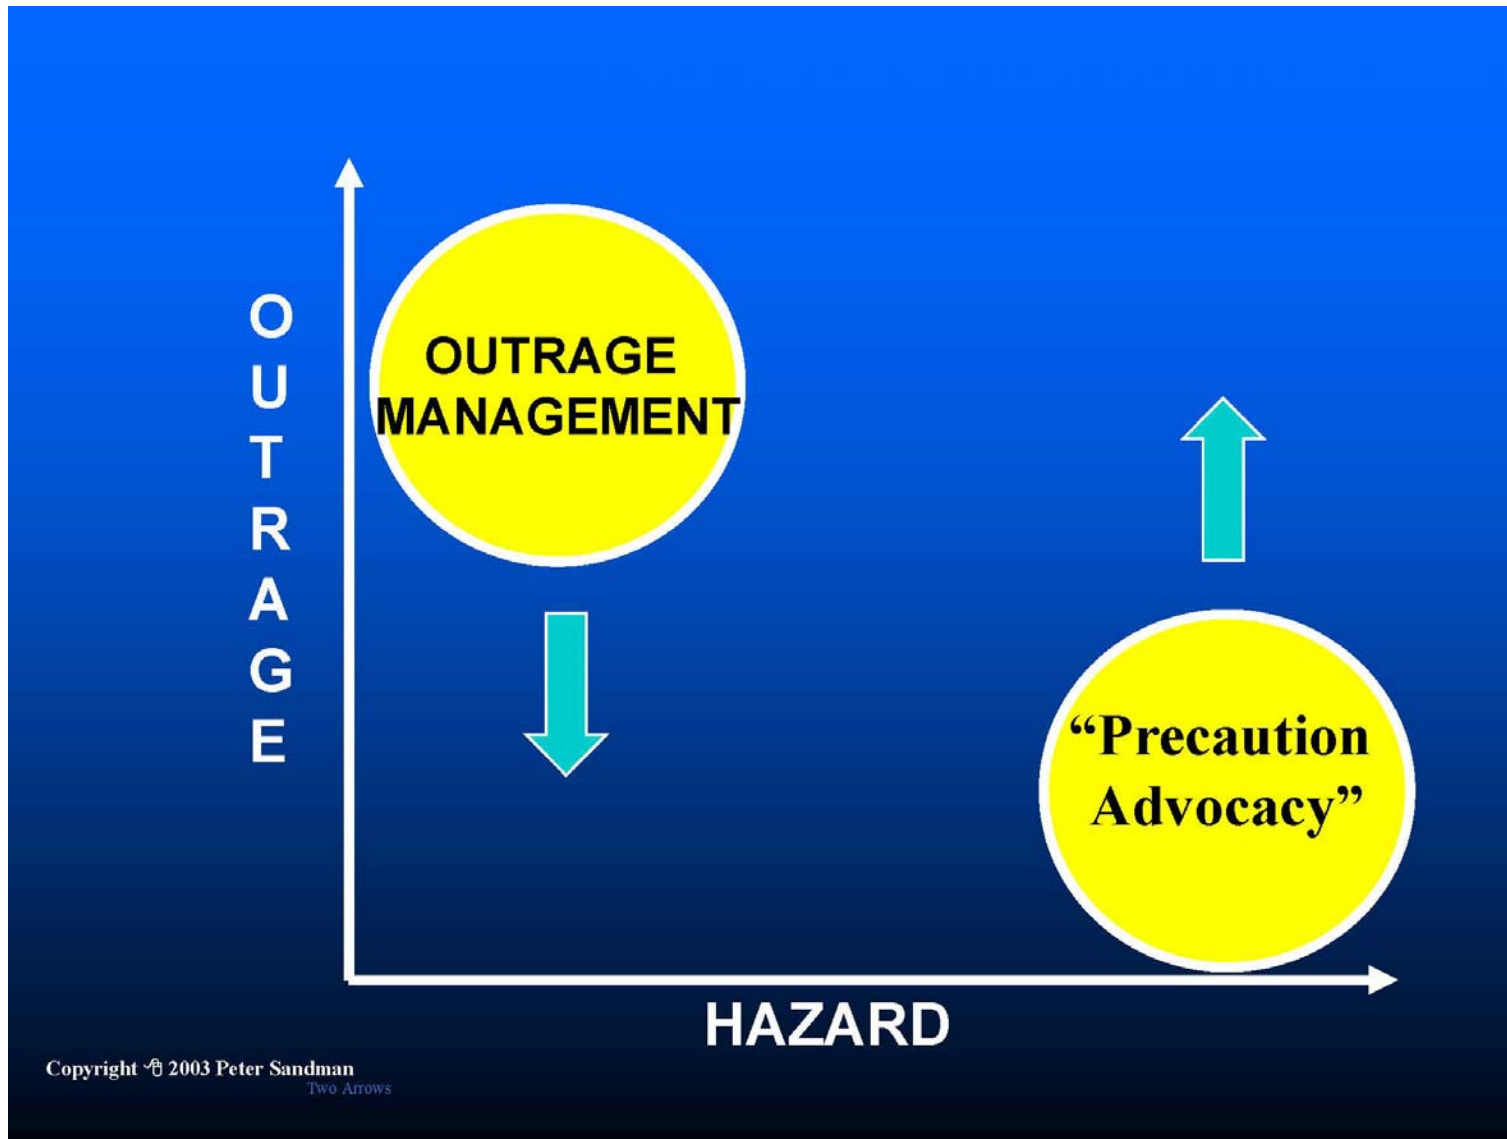 OUTRAGE
OUTRAGE
MANAGEMENT
“Precaution
Advocacy”
HAZARD
Copyright 🖰 2003 Peter Sandman
Two Arrows